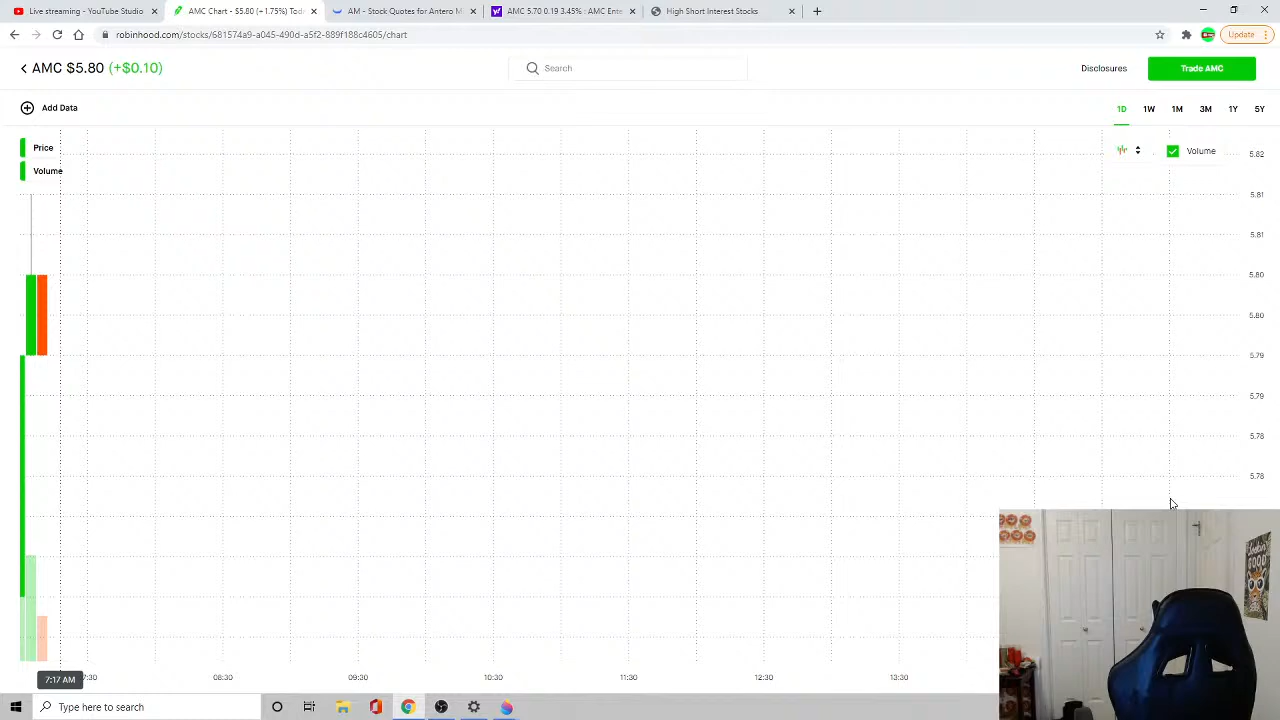 Live streaming - YouTube Studio
AMC Chart - $5.80 (+1.75%) Tod
AM - Stock Quotes for Antero M
AMC 5.70 0.19 3.45% : AMC Ente
High Short Interest Stocks
robinhood.com/stocks/681574a9-a045-490d-a5f2-889f188c4605/chart
Update
AMC $5.80 (+$0.10)
Search
Disclosures
Trade AMC
Add Data
1D 1W 1M 3M 1Y 5Y
Price
Volume
Volume
5.82
5.81
5.81
5.80
5.80
5.79
5.79
5.78
5.78
7:17 AM
7:30 08:30 09:30 10:30 11:30 12:30 13:30
Type here to search